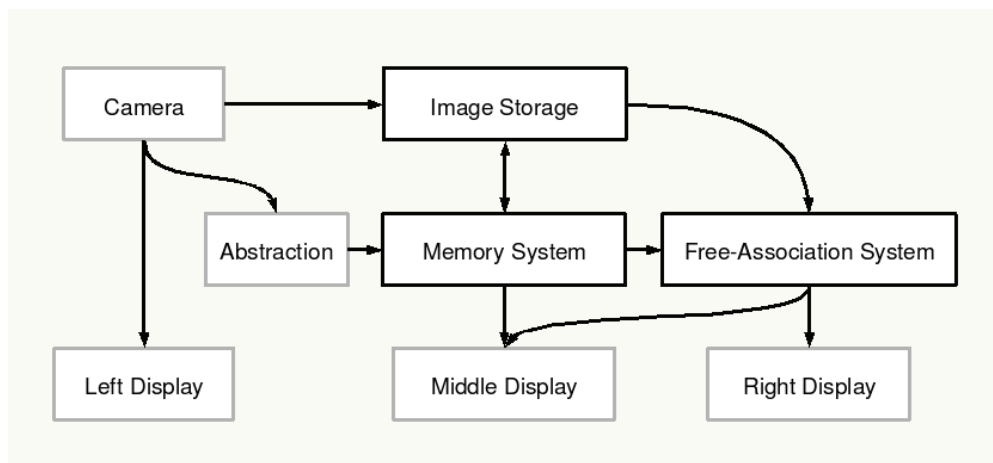 Camera
Image Storage
Abstraction
Memory System
Free-Association System
Left Display
Middle Display
Right Display